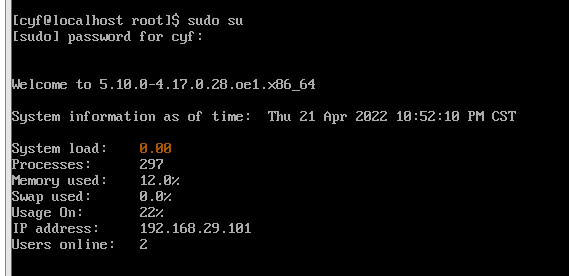 [cyf@localhost root]$ sudo su
[sudo] password for cyf:
Welcome to 5.10.0-4.17.0.28.oe1.x86_64
System information as of time:  Thu 21 Apr 2022 10:52:10 PM CST
System load:    0.00
Processes:      297
Memory used:    12.0%
Swap used:      0.0%
Usage On:       22%
IP address:     192.168.29.101
Users online:   2